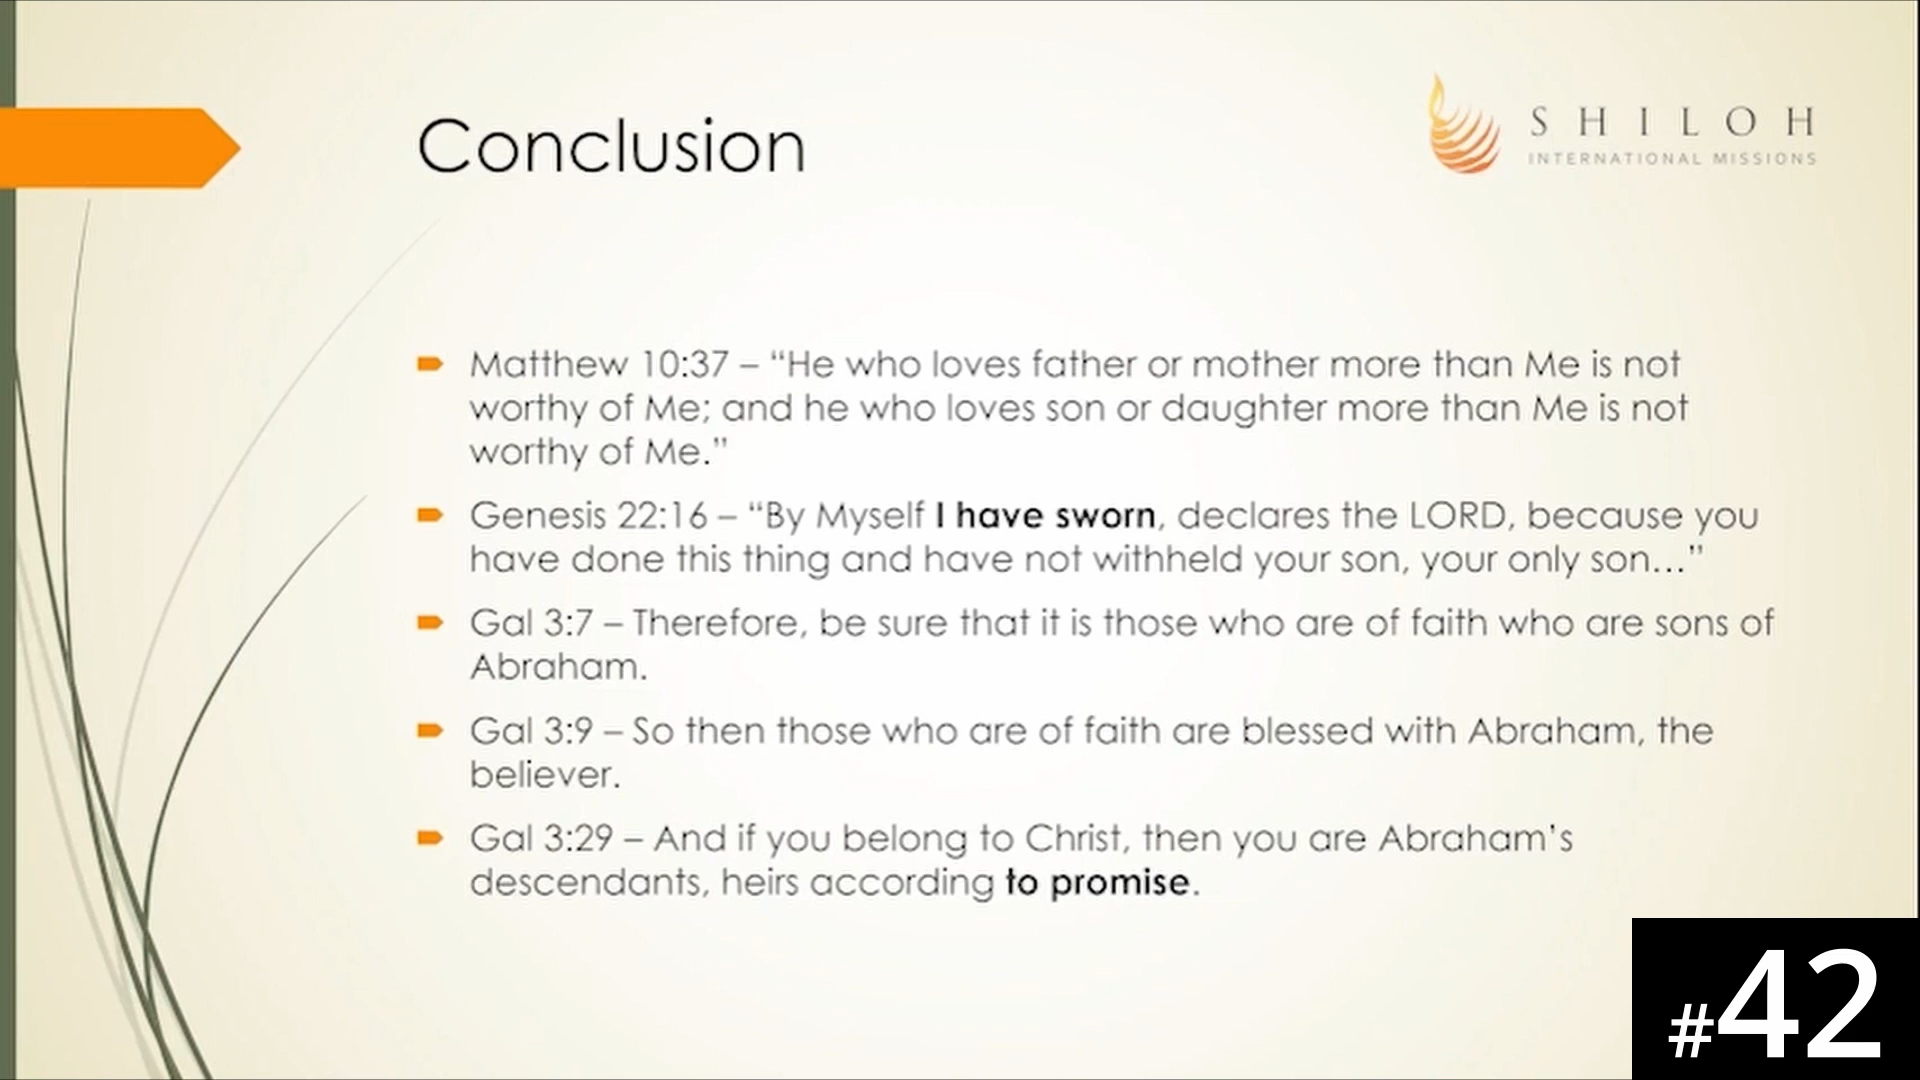 Conclusion
SHILOH
INTERNATIONAL MISSIONS
Matthew 10:37 – “He who loves father or mother more than Me is not
worthy of Me; and he who loves son or daughter more than Me is not
worthy of Me.”
Genesis 22:16 – “By Myself I have sworn, declares the LORD, because you
have done this thing and have not withheld your son, your only son…”
Gal 3:7 – Therefore, be sure that it is those who are of faith who are sons of
Abraham.
Gal 3:9 – So then those who are of faith are blessed with Abraham, the
believer.
Gal 3:29 – And if you belong to Christ, then you are Abraham’s
descendants, heirs according to promise.
#42